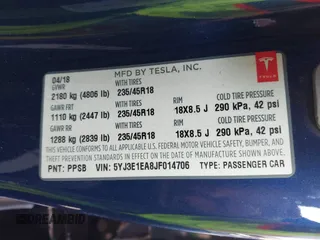 MFD BY TESLA, INC.
04/18
GVWR WITH TIRES
2180 kg (4806 lb) 235/45R18
TESLA
GAWR FRT WITH TIRES RIM COLD TIRE PRESSURE
1110 kg (2447 lb) 235/45R18 18X8.5 J 290 kPa, 42 psi
GAWR RR WITH TIRES RIM COLD TIRE PRESSURE
1288 kg (2839 lb) 235/45R18 18X8.5 J 290 kPa, 42 psi
THIS VEHICLE CONFORMS TO ALL APPLICABLE FEDERAL
MOTOR VEHICLE SAFETY, BUMPER, AND
THEFT PREVENTION STANDARDS IN EFFECT ON THE DATE OF
MANUFACTURE SHOWN ABOVE.
PNT: PPSB VIN: 5YJ3E1EA8JF014706 TYPE: PASSENGER CAR
DREAMBID